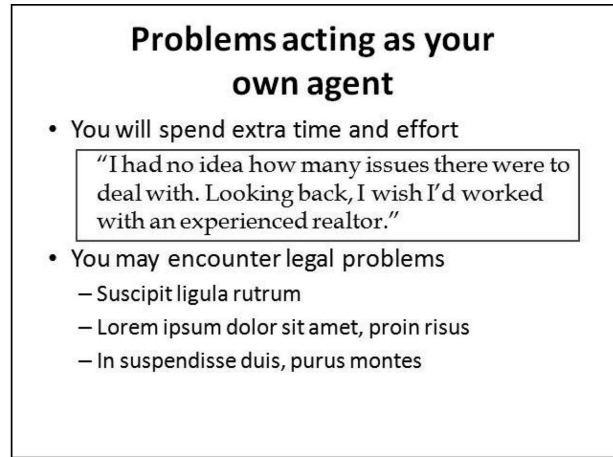 Problems acting as your
own agent
• You will spend extra time and effort
“I had no idea how many issues there were to
deal with. Looking back, I wish I’d worked
with an experienced realtor.”
• You may encounter legal problems
– Suscipit ligula rutrum
– Lorem ipsum dolor sit amet, proin risus
– In suspendisse duis, purus montes